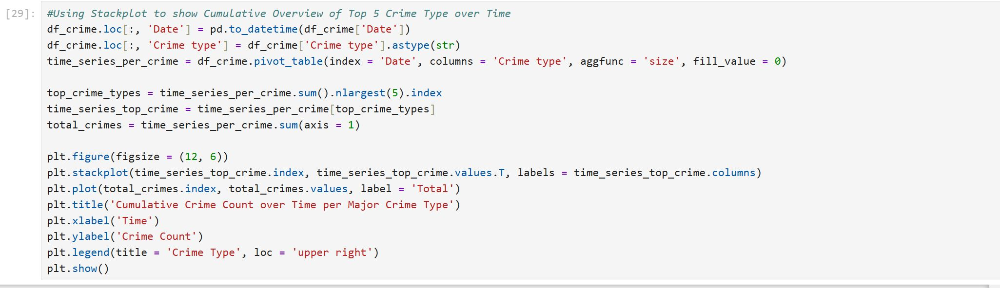 [29]: #Using Stackplot to show Cumulative Overview of Top 5 Crime Type over Time
df_crime.loc[:, 'Date'] = pd.to_datetime(df_crime['Date'])
df_crime.loc[:, 'Crime type'] = df_crime['Crime type'].astype(str)
time_series_per_crime = df_crime.pivot_table(index = 'Date', columns = 'Crime type', aggfunc = 'size', fill_value = 0)

top_crime_types = time_series_per_crime.sum().nlargest(5).index
time_series_top_crime = time_series_per_crime[top_crime_types]
total_crimes = time_series_per_crime.sum(axis = 1)

plt.figure(figsize = (12, 6))
plt.stackplot(time_series_top_crime.index, time_series_top_crime.values.T, labels = time_series_top_crime.columns)
plt.plot(total_crimes.index, total_crimes.values, label = 'Total')
plt.title('Cumulative Crime Count over Time per Major Crime Type')
plt.xlabel('Time')
plt.ylabel('Crime Count')
plt.legend(title = 'Crime Type', loc = 'upper right')
plt.show()